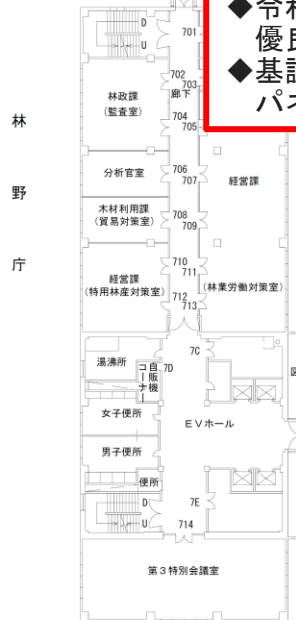 ◆令和
優良
◆基調
パネ
D
U
701
702
703
廊下
704
705
林政課
(監査室)
林野庁
分析官室
706
707
経営課
木材利用課
(貿易対策室)
708
709
710
711
経営課
(特用林産対策室)
(林業労働対策室)
712
713
7C
湯沸所
自販機
コーナー
7D
図
女子便所
EVホール
男子便所
便所
D
U
7E
714
第3特別会議室